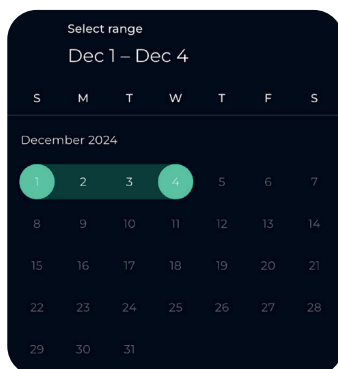 Select range
Dec 1 – Dec 4
S M T W T F S
December 2024
1 2 3 4 5 6 7
8 9 10 11 12 13 14
15 16 17 18 19 20 21
22 23 24 25 26 27 28
29 30 31